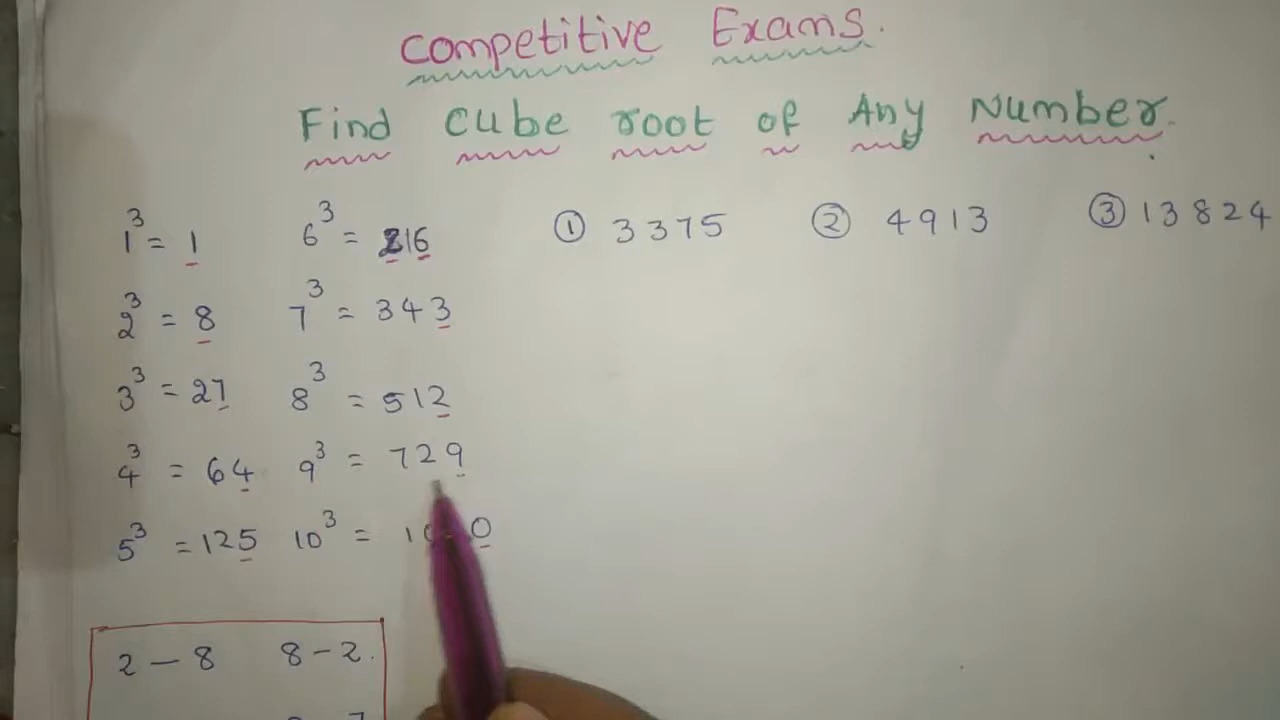 Competitive Exams.
Find Cube root of Any Number.
1³ = 1 6³ = 216 ① 3375 ② 4913 ③ 13824
2³ = 8 7³ = 343
3³ = 27 8³ = 512
4³ = 64 9³ = 729
5³ = 125 10³ =
2 – 8 8 – 2.